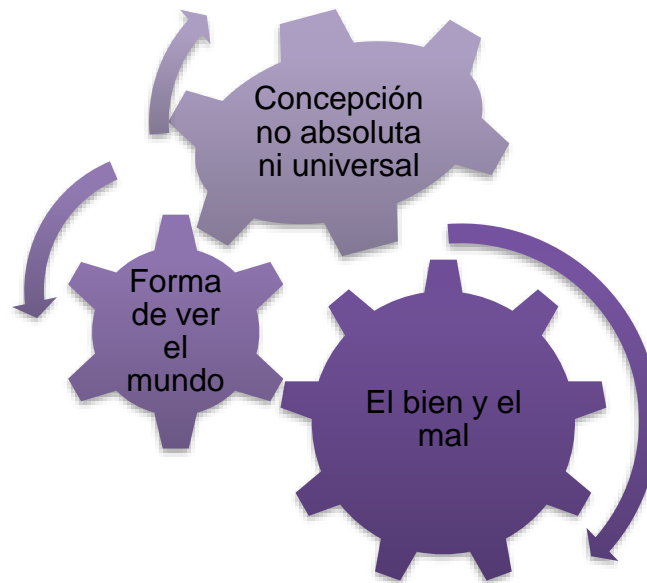 Concepción
no absoluta
ni universal
Forma
de ver
el
mundo
El bien y el
mal